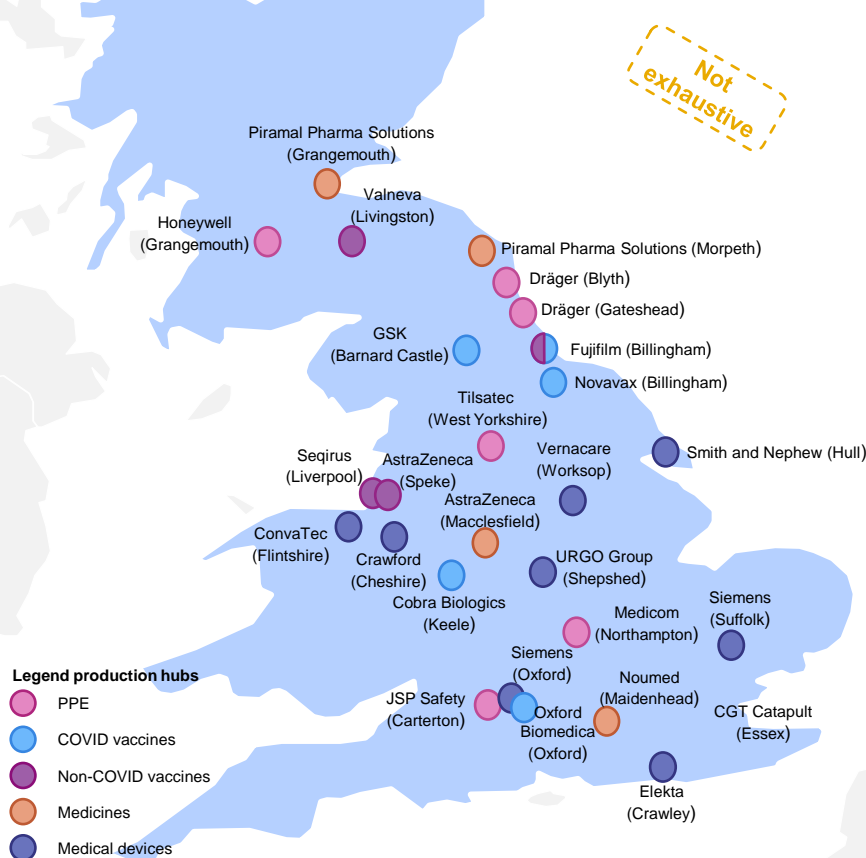 Not
exhaustive
Piramal Pharma Solutions
(Grangemouth)
Valneva
(Livingston)
Honeywell
(Grangemouth)
Piramal Pharma Solutions (Morpeth)
Dräger (Blyth)
Dräger (Gateshead)
GSK
(Barnard Castle)
Fujifilm (Billingham)
Novavax (Billingham)
Tilsatec
(West Yorkshire)
Seqirus
(Liverpool)
AstraZeneca
(Speke)
Vernacare
(Worksop)
Smith and Nephew (Hull)
AstraZeneca
(Macclesfield)
ConvaTec
(Flintshire)
Crawford
(Cheshire)
URGO Group
(Shepshed)
Cobra Biologics
(Keele)
Medicom
(Northampton)
Siemens
(Suffolk)
Siemens
(Oxford)
JSP Safety
(Carterton)
Oxford
Biomedica
(Oxford)
Noumed
(Maidenhead)
CGT Catapult
(Essex)
Elekta
(Crawley)
Legend production hubs
PPE
COVID vaccines
Non-COVID vaccines
Medicines
Medical devices